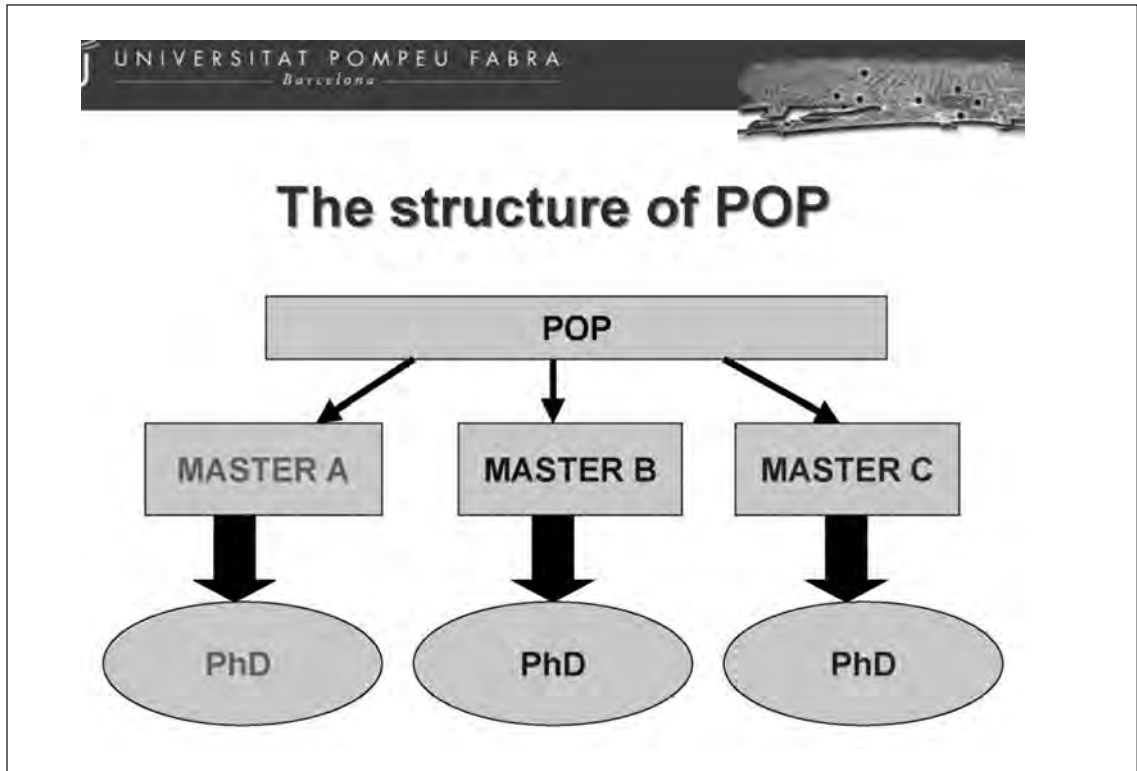 UNIVERSITAT POMPEU FABRA
Barcelona
The structure of POP
POP
MASTER A MASTER B MASTER C
PhD PhD PhD